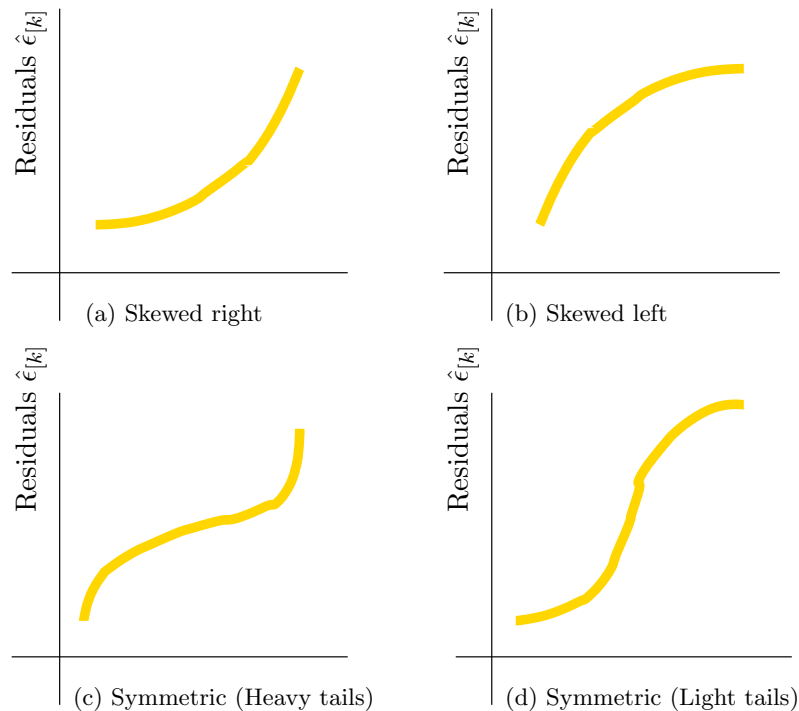 Residuals ϵ̂[k]
Residuals ϵ̂[k]
(a) Skewed right
(b) Skewed left
Residuals ϵ̂[k]
Residuals ϵ̂[k]
(c) Symmetric (Heavy tails)
(d) Symmetric (Light tails)